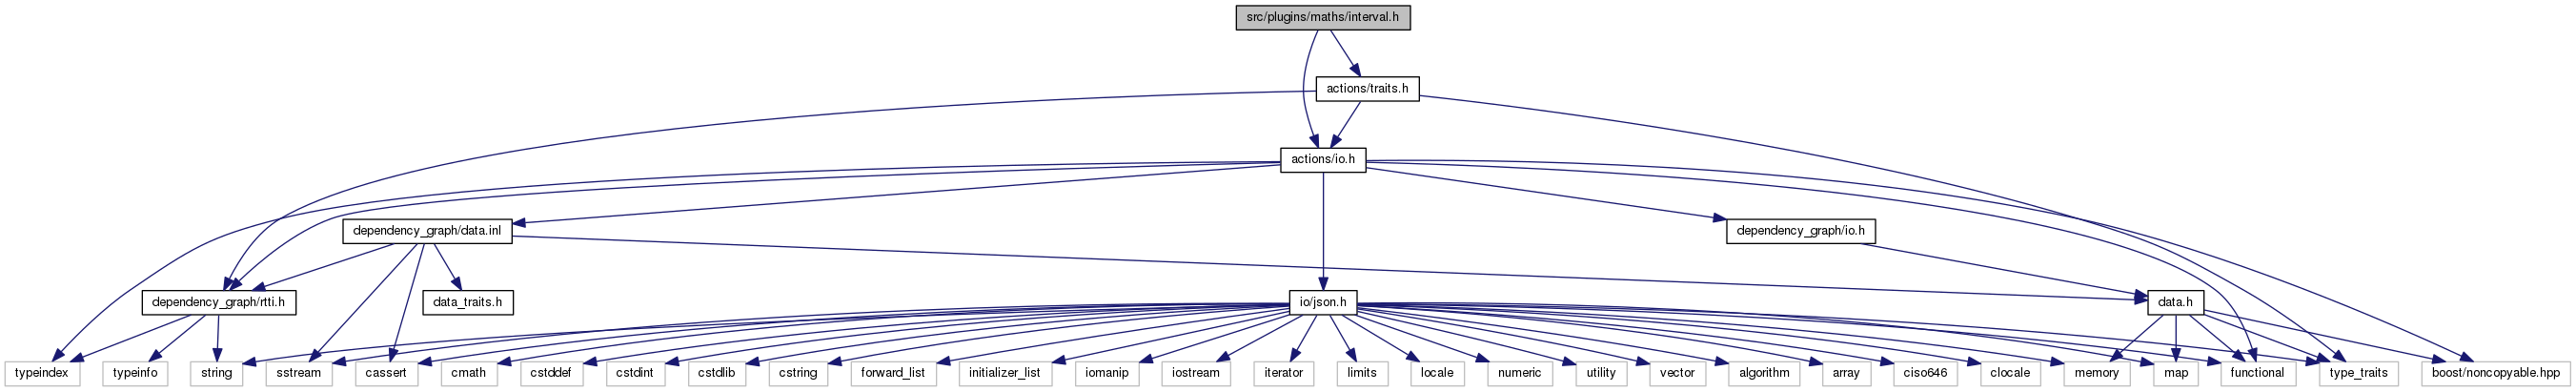 src/plugins/maths/interval.h
actions/traits.h
actions/io.h
dependency_graph/data.inl
dependency_graph/io.h
dependency_graph/rtti.h
data_traits.h
io/json.h
data.h
typeindex
typeinfo
string
sstream
cassert
cmath
cstddef
cstdint
cstdlib
cstring
forward_list
initializer_list
iomanip
iostream
iterator
limits
locale
numeric
utility
vector
algorithm
array
ciso646
clocale
memory
map
functional
type_traits
boost/noncopyable.hpp